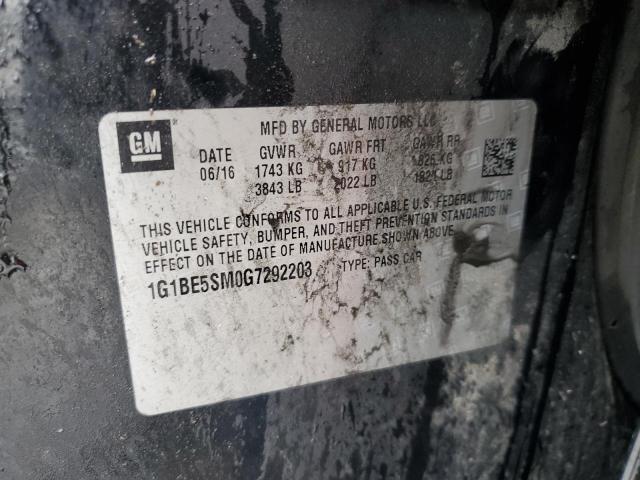 GM
MFD BY GENERAL MOTORS LLC
DATE GVWR GAWR FRT GAWR RR
06/16 1743 KG 917 KG 826 KG
3843 LB 2022 LB 1821 LB
THIS VEHICLE CONFORMS TO ALL APPLICABLE U.S. FEDERAL MOTOR
VEHICLE SAFETY, BUMPER, AND THEFT PREVENTION STANDARDS IN
EFFECT ON THE DATE OF MANUFACTURE SHOWN ABOVE.
1G1BE5SM0G7292203 TYPE: PASS CAR